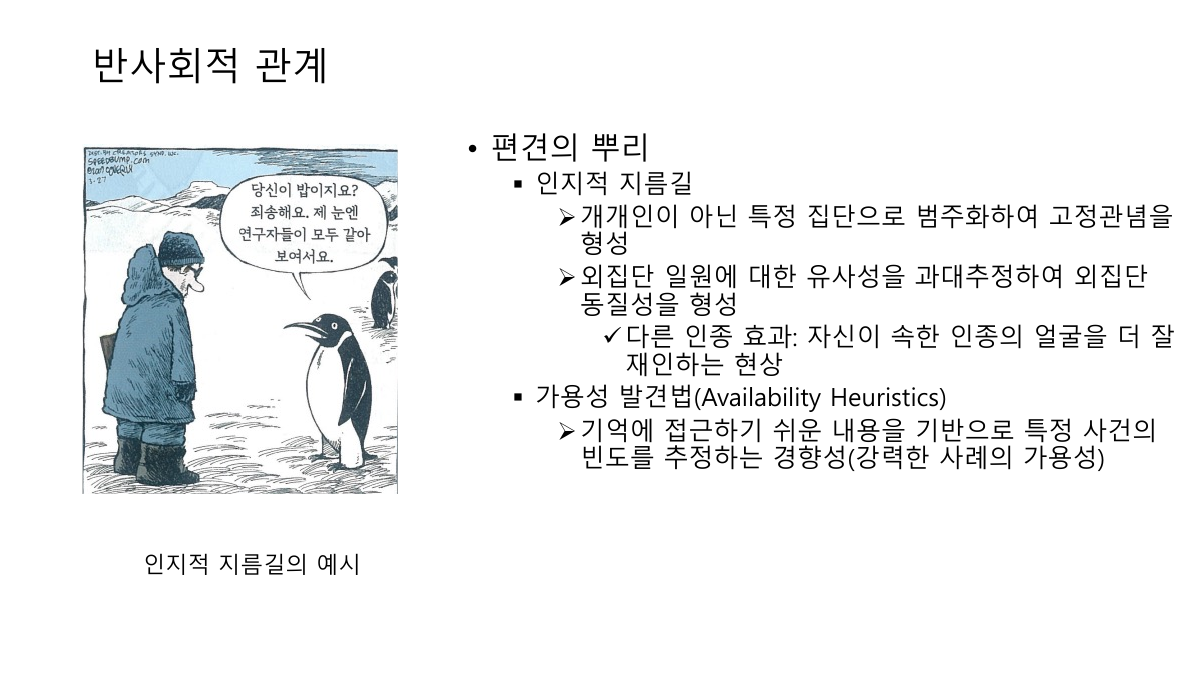 반사회적 관계
DIST. BY CREATORS SYND. INC.
SPEEDBUMP.COM
3-27
당신이 밥이지요?
죄송해요. 제 눈엔
연구자들이 모두 같아
보여서요.
인지적 지름길의 예시
• 편견의 뿌리
▪ 인지적 지름길
➢개개인이 아닌 특정 집단으로 범주화하여 고정관념을
형성
➢외집단 일원에 대한 유사성을 과대추정하여 외집단
동질성을 형성
✓다른 인종 효과: 자신이 속한 인종의 얼굴을 더 잘
재인하는 현상
▪ 가용성 발견법(Availability Heuristics)
➢기억에 접근하기 쉬운 내용을 기반으로 특정 사건의
빈도를 추정하는 경향성(강력한 사례의 가용성)